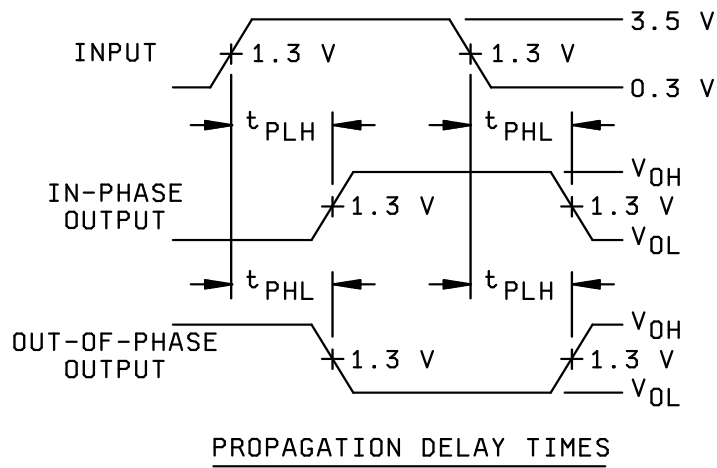 3.5 V
INPUT 1.3 V 1.3 V
0.3 V
tPLH tPHL
VOH
IN-PHASE
OUTPUT 1.3 V 1.3 V
VOL
tPHL tPLH
VOH
OUT-OF-PHASE
OUTPUT 1.3 V 1.3 V
VOL
PROPAGATION DELAY TIMES